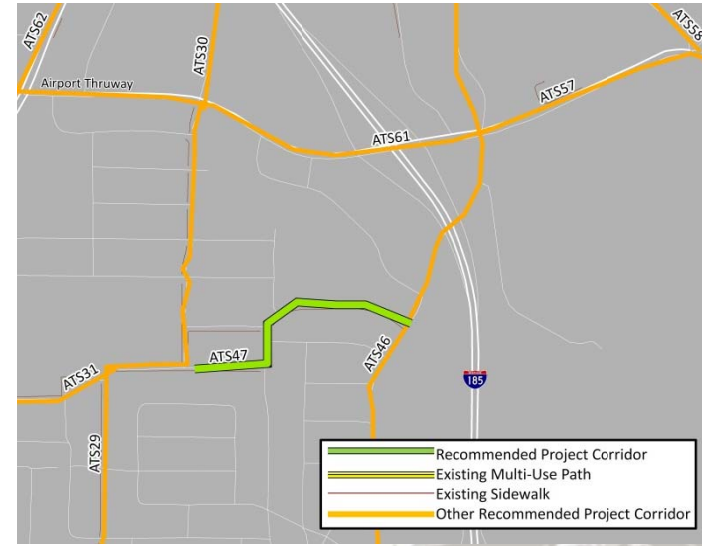 ATS62
ATS30
ATS58
Airport Thruway
ATS57
ATS61
ATS47
ATS46
ATS31
185
ATS29
Recommended Project Corridor
Existing Multi-Use Path
Existing Sidewalk
Other Recommended Project Corridor